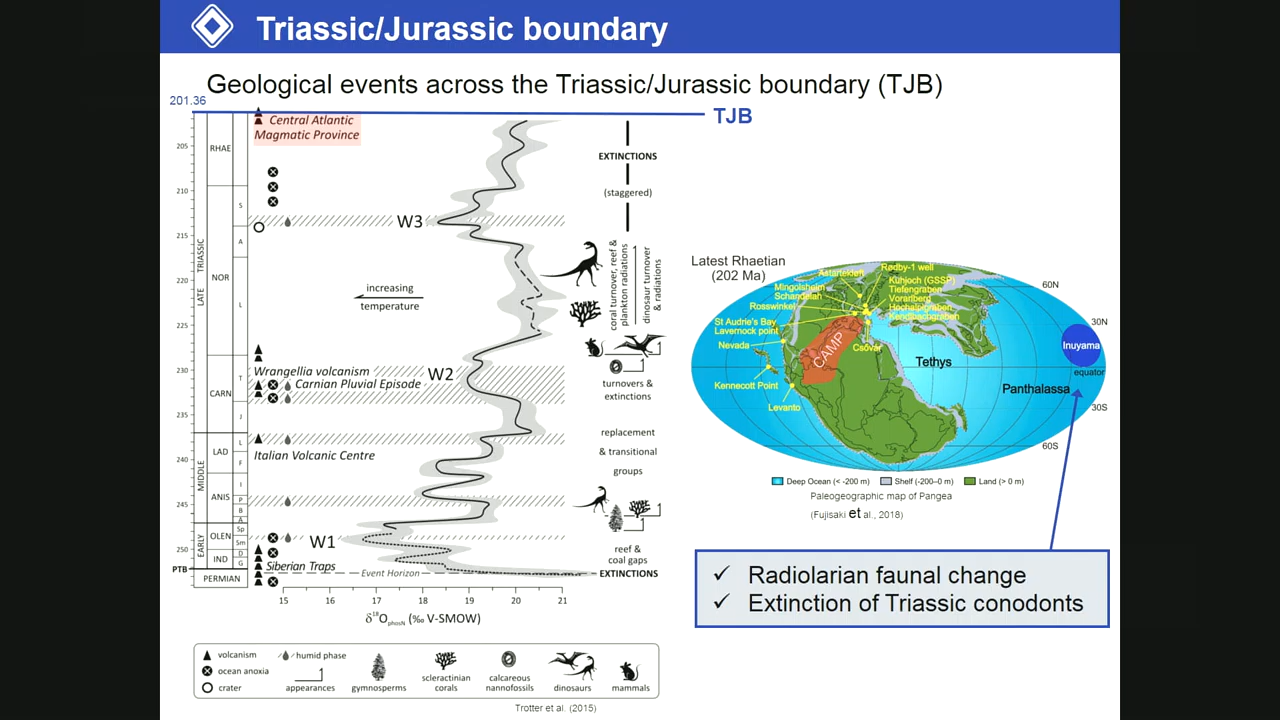 Triassic/Jurassic boundary
Geological events across the Triassic/Jurassic boundary (TJB)
201.36
TJB
Central Atlantic
Magmatic Province
205
RHAE
EXTINCTIONS
210
(staggered)
S
W3
215
A
LATE TRIASSIC
NOR
220
increasing
temperature
coral turnover, reef &
plankton radiations
dinosaur turnover
& radiations
L
225
230
Wrangellia volcanism
W2
T
Carnian Pluvial Episode
turnovers &
extinctions
CARN
235
J
replacement
& transitional
groups
L
LAD
Italian Volcanic Centre
240
F
MIDDLE
I
ANIS
P
245
B
A
Sp
OLEN
Sm
W1
EARLY
250
D
IND
G
reef &
coal gaps
Siberian Traps
PTB
Event Horizon
EXTINCTIONS
PERMIAN
15 16 17 18 19 20 21
δ18Ophos (‰ V-SMOW)
volcanism
humid phase
ocean anoxia
crater
appearances
gymnosperms
scleractinian
corals
calcareous
nannofossils
dinosaurs
mammals
Trotter et al. (2015)
Latest Rhaetian
(202 Ma)
Astartekløft
Rødby-1 well
Mingolsheim
Schandelah
Rosswinkel
Kuhjoch (GSSP)
Tiefengraben
Vorarlberg
Hochalplgraben
Kendlbachgraben
St Audrie's Bay
Lavernock point
Nevada
Csővár
CAMP
Kennecott Point
Levanto
Tethys
Panthalassa
Inuyama
equator
60N
30N
30S
60S
Deep Ocean (< -200 m)
Shelf (-200–0 m)
Land (> 0 m)
Paleogeographic map of Pangea
(Fujisaki et al., 2018)
✓ Radiolarian faunal change
✓ Extinction of Triassic conodonts